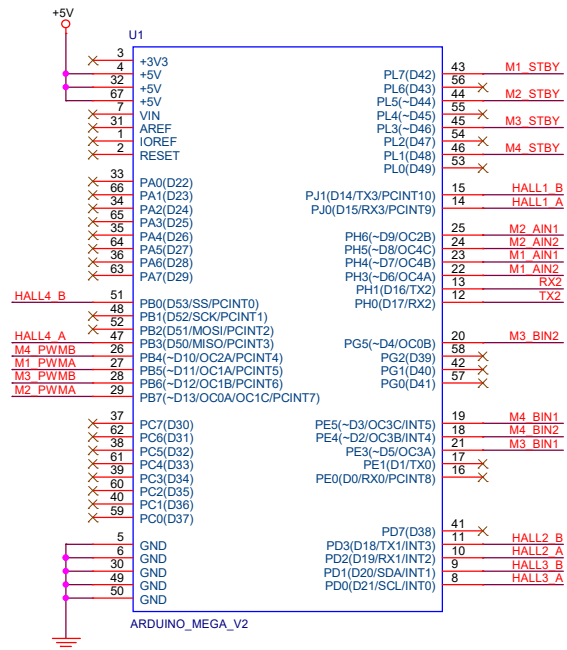 +5V
U1
3 +3V3
4 +5V
32 +5V
67 +5V
7 VIN
31 AREF
1 IOREF
2 RESET
33 PA0(D22)
66 PA1(D23)
34 PA2(D24)
65 PA3(D25)
35 PA4(D26)
64 PA5(D27)
36 PA6(D28)
63 PA7(D29)
HALL4_B 51 PB0(D53/SS/PCINT0)
48 PB1(D52/SCK/PCINT1)
52 PB2(D51/MOSI/PCINT2)
HALL4_A 47 PB3(D50/MISO/PCINT3)
M4_PWMB 26 PB4(~D10/OC2A/PCINT4)
M1_PWMA 27 PB5(~D11/OC1A/PCINT5)
M3_PWMB 28 PB6(~D12/OC1B/PCINT6)
M2_PWMA 29 PB7(~D13/OC0A/OC1C/PCINT7)
37 PC7(D30)
62 PC6(D31)
38 PC5(D32)
61 PC4(D33)
39 PC3(D34)
60 PC2(D35)
40 PC1(D36)
59 PC0(D37)
5 GND
6 GND
30 GND
49 GND
50 GND
PL7(D42) 43 M1_STBY
PL6(D43) 56
PL5(~D44) 44 M2_STBY
PL4(~D45) 55
PL3(~D46) 45 M3_STBY
PL2(D47) 54
PL1(D48) 46 M4_STBY
PL0(D49) 53
PJ1(D14/TX3/PCINT10) 15 HALL1_B
PJ0(D15/RX3/PCINT9) 14 HALL1_A
PH6(~D9/OC2B) 25 M2_AIN1
PH5(~D8/OC4C) 24 M2_AIN2
PH4(~D7/OC4B) 23 M1_AIN1
PH3(~D6/OC4A) 22 M1_AIN2
PH1(D16/TX2) 13 RX2
PH0(D17/RX2) 12 TX2
PG5(~D4/OC0B) 20 M3_BIN2
PG2(D39) 58
PG1(D40) 42
PG0(D41) 57
PE5(~D3/OC3C/INT5) 19 M4_BIN1
PE4(~D2/OC3B/INT4) 18 M4_BIN2
PE3(~D5/OC3A) 21 M3_BIN1
PE1(D1/TX0) 17
PE0(D0/RX0/PCINT8) 16
PD7(D38) 41
PD3(D18/TX1/INT3) 11 HALL2_B
PD2(D19/RX1/INT2) 10 HALL2_A
PD1(D20/SDA/INT1) 9 HALL3_B
PD0(D21/SCL/INT0) 8 HALL3_A
ARDUINO_MEGA_V2